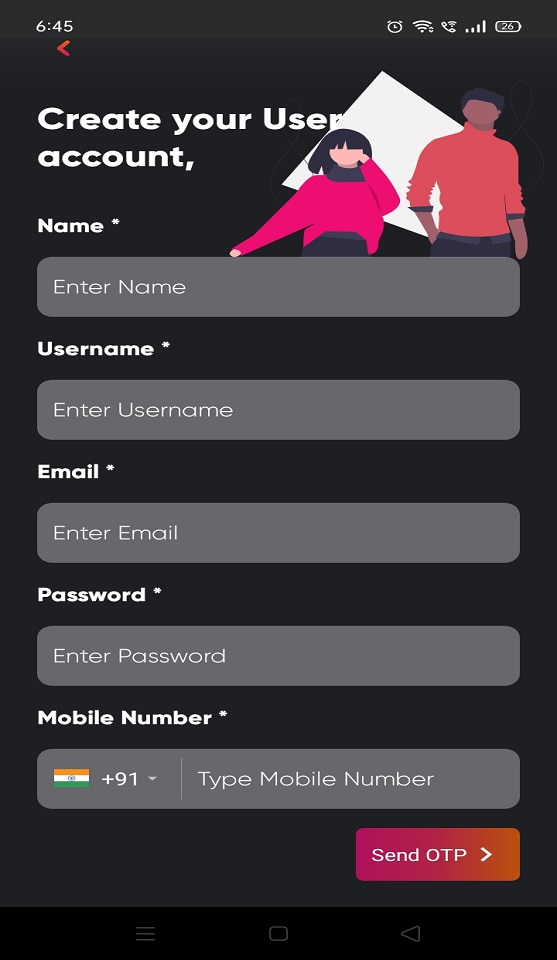 6:45
26
Create your User
account,
Name *
Enter Name
Username *
Enter Username
Email *
Enter Email
Password *
Enter Password
Mobile Number *
+91 Type Mobile Number
Send OTP